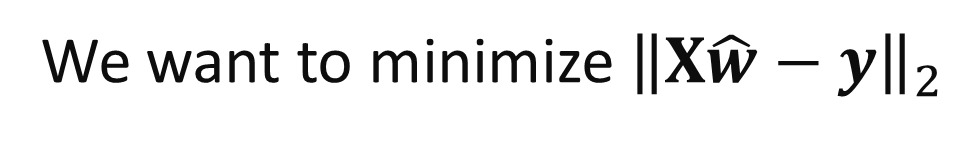 We want to minimize ‖Xŵ − y‖₂